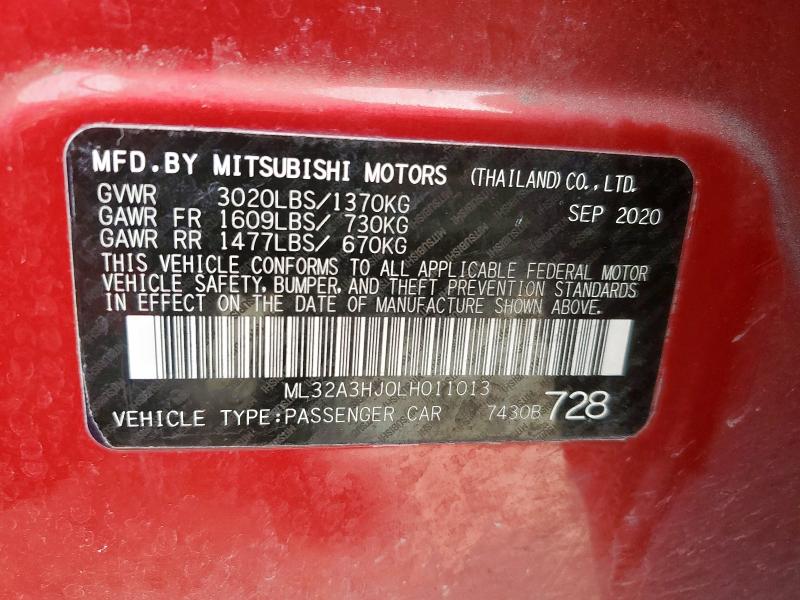 MFD.BY MITSUBISHI MOTORS (THAILAND) CO.,LTD.
GVWR 3020LBS/1370KG SEP 2020
GAWR FR 1609LBS/ 730KG
GAWR RR 1477LBS/ 670KG
THIS VEHICLE CONFORMS TO ALL APPLICABLE FEDERAL MOTOR
VEHICLE SAFETY, BUMPER, AND THEFT PREVENTION STANDARDS
IN EFFECT ON THE DATE OF MANUFACTURE SHOWN ABOVE.
ML32A3HJ0LH011013
VEHICLE TYPE:PASSENGER CAR 7430B 728